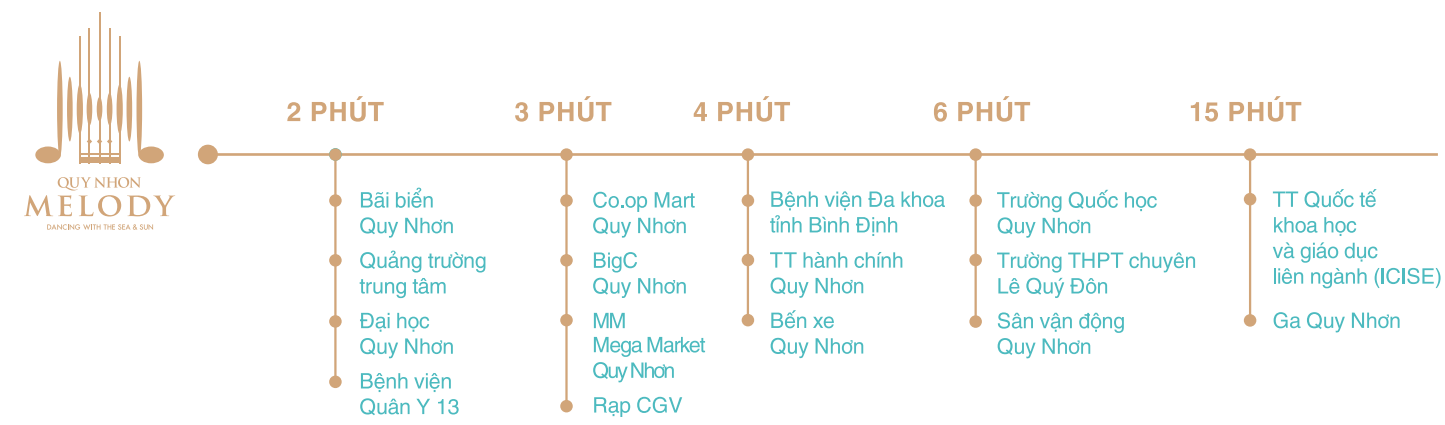 QUY NHON
MELODY
DANCING WITH THE SEA & SUN
2 PHÚT
Bãi biển
Quy Nhơn
Quảng trường
trung tâm
Đại học
Quy Nhơn
Bệnh viện
Quân Y 13
3 PHÚT
Co.op Mart
Quy Nhơn
BigC
Quy Nhơn
MM
Mega Market
Quy Nhơn
Rạp CGV
4 PHÚT
Bệnh viện Đa khoa
tỉnh Bình Định
TT hành chính
Quy Nhơn
Bến xe
Quy Nhơn
6 PHÚT
Trường Quốc học
Quy Nhơn
Trường THPT chuyên
Lê Quý Đôn
Sân vận động
Quy Nhơn
15 PHÚT
TT Quốc tế
khoa học
và giáo dục
liên ngành (ICISE)
Ga Quy Nhơn